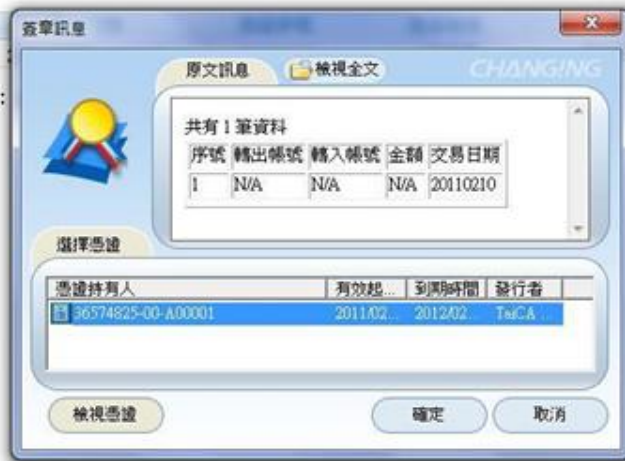 簽章訊息
原文訊息 檢視全文 CHANGING
共有 1 筆資料
序號 轉出帳號 轉入帳號 金額 交易日期
1 N/A N/A N/A 20110210
選擇憑證
憑證持有人 有效起... 到期時間 發行者
36574825-00-A00001 2011/02... 2012/02... TaiCA ...
檢視憑證 確定 取消